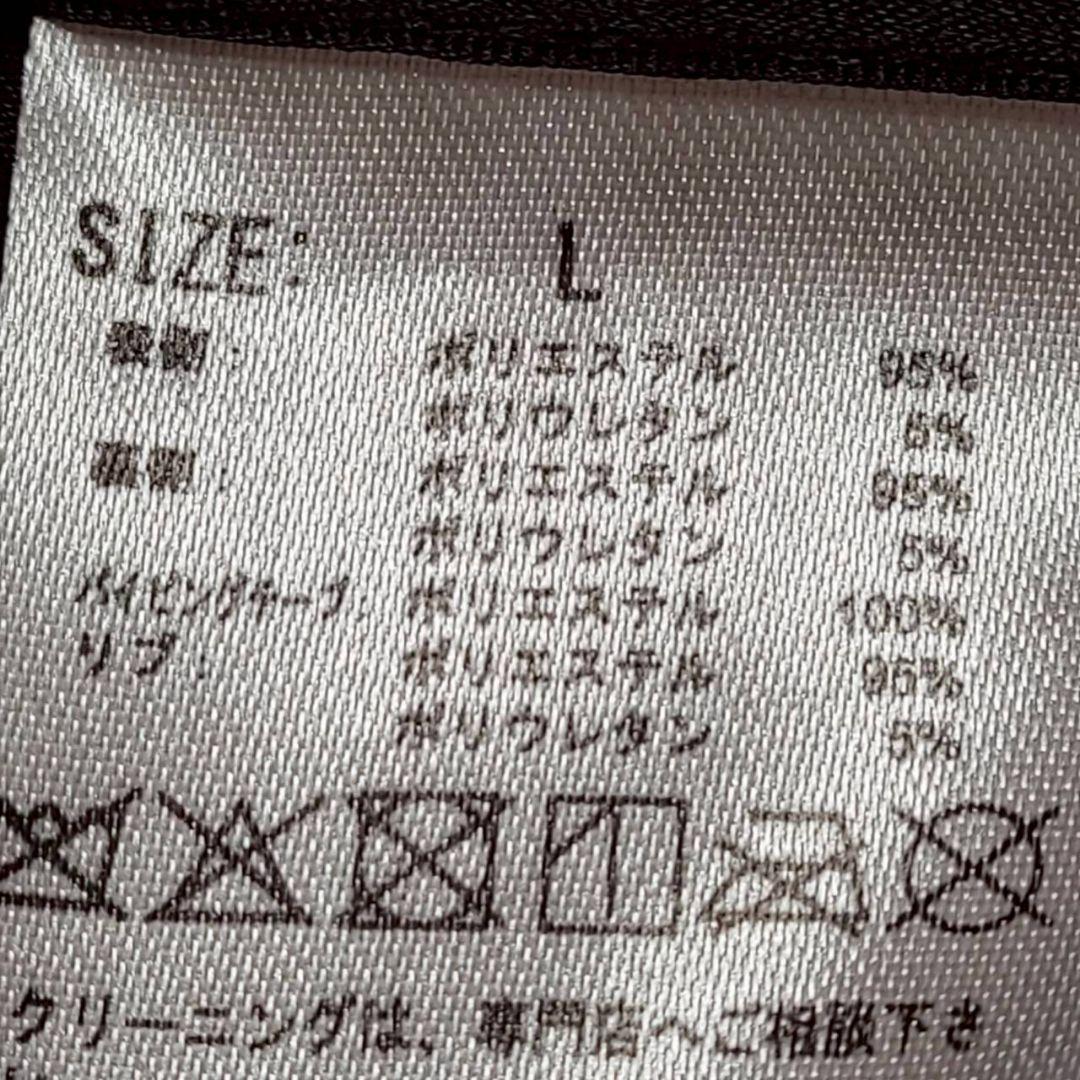 SIZE: L
表側: ポリエステル 95%
ポリウレタン 5%
裏側: ポリエステル 95%
ポリウレタン 5%
パイピングテープ: ポリエステル 100%
リブ: ポリエステル 95%
ポリウレタン 5%
クリーニングは、専門店へご相談下さ